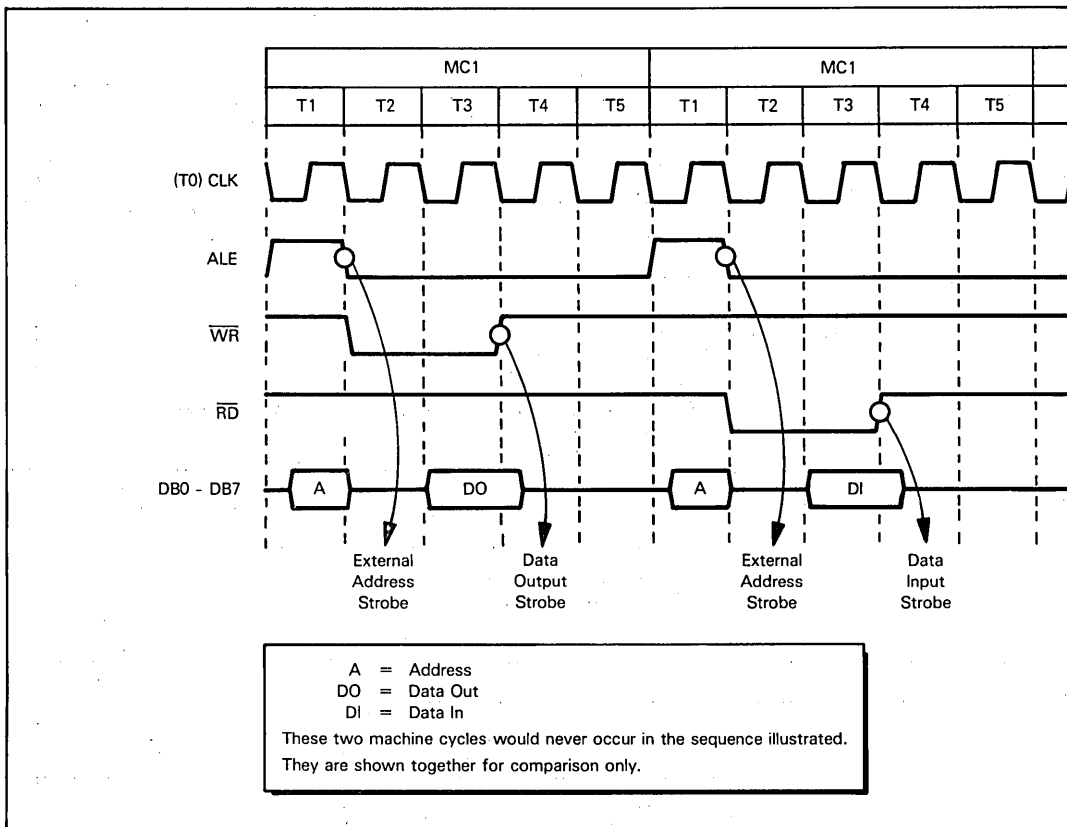 MC1 MC1
T1 T2 T3 T4 T5 T1 T2 T3 T4 T5
(T0) CLK
ALE
WR
RD
DB0 - DB7 A DO A DI
External Address Strobe
Data Output Strobe
External Address Strobe
Data Input Strobe
A = Address
DO = Data Out
DI = Data In
These two machine cycles would never occur in the sequence illustrated.
They are shown together for comparison only.